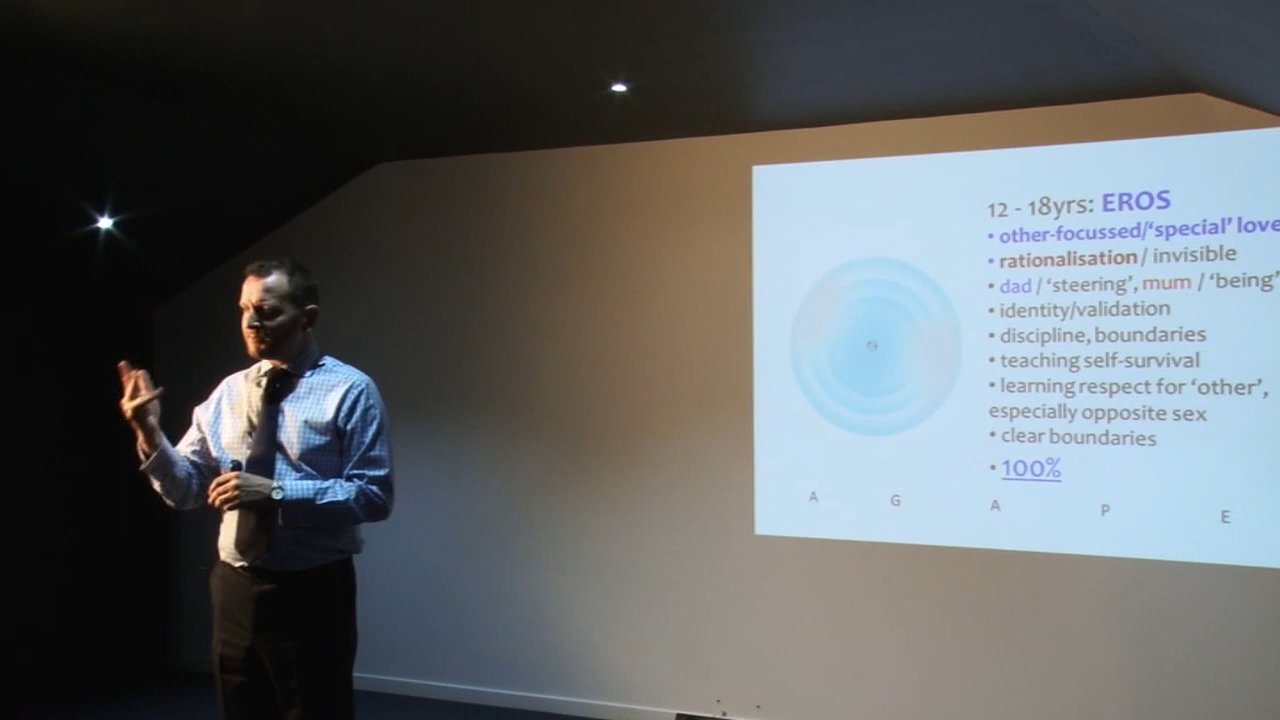 12 - 18yrs: EROS
• other-focussed/‘special’ love
• rationalisation / invisible
• dad / ‘steering’, mum / ‘being’
• identity/validation
• discipline, boundaries
• teaching self-survival
• learning respect for ‘other’,
especially opposite sex
• clear boundaries
• 100%
A G A P E